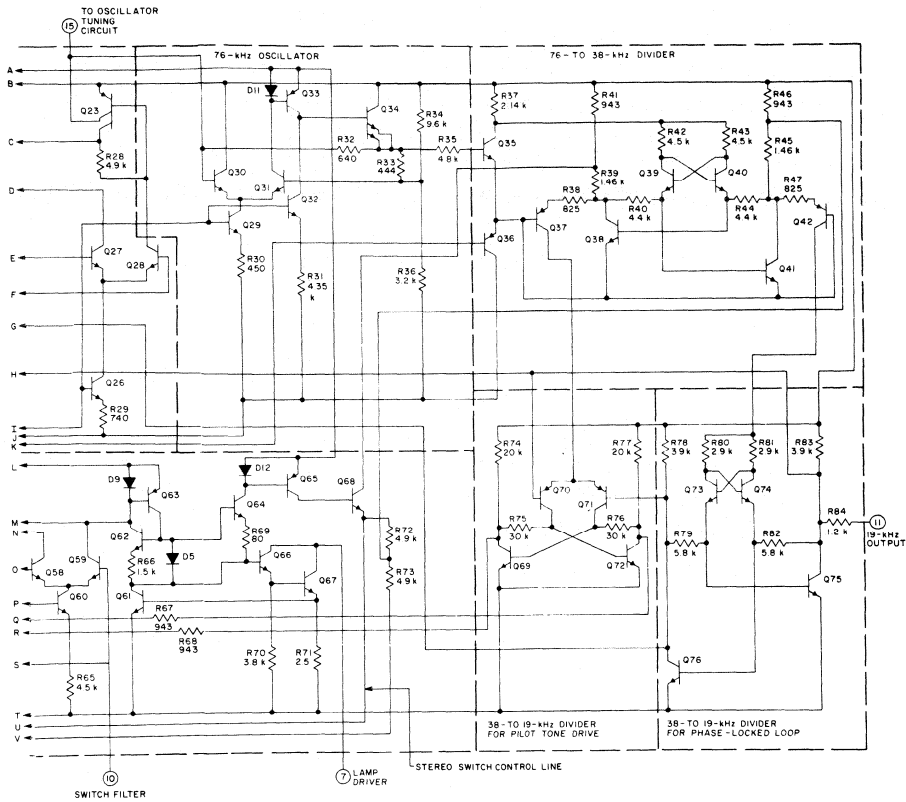 TO OSCILLATOR
TUNING
CIRCUIT
15
76-kHz OSCILLATOR
76-TO 38-kHz DIVIDER
A
B
C
D
E
F
G
H
I
J
K
L
M
N
O
P
Q
R
S
T
U
V
Q23
R28
4.9 k
Q27
Q28
Q26
R29
740
D11
Q33
Q34
R34
9.6 k
R32
640
R33
444
R35
4.8 k
Q30
Q31
Q32
Q29
R30
450
R31
4.35
k
R36
3.2 k
R37
2.14 k
Q35
Q36
R41
943
R46
943
R42
4.5 k
R43
4.5 k
R45
1.46 k
R39
1.46 k
Q39
Q40
R47
825
R38
825
R40
4.4 k
R44
4.4 k
Q37
Q38
Q42
Q41
D9
Q63
D12
Q65
Q68
Q64
Q62
R69
80
R72
4.9 k
Q59
R66
1.5 k
D5
Q66
Q58
Q67
R73
4.9 k
Q60
Q61
R67
943
R68
943
R65
4.5 k
R70
3.8 k
R71
2.5
R74
20 k
R77
20 k
Q70
Q71
R75
30 k
R76
30 k
Q69
Q72
R78
3.9 k
R80
2.9 k
R81
2.9 k
R83
3.9 k
Q73
Q74
R84
1.2 k
11
19-kHz
OUTPUT
R79
5.8 k
R82
5.8 k
Q75
Q76
38-TO 19-kHz DIVIDER
FOR PILOT TONE DRIVE
38-TO 19-kHz DIVIDER
FOR PHASE-LOCKED LOOP
STEREO SWITCH CONTROL LINE
10
SWITCH FILTER
7
LAMP
DRIVER